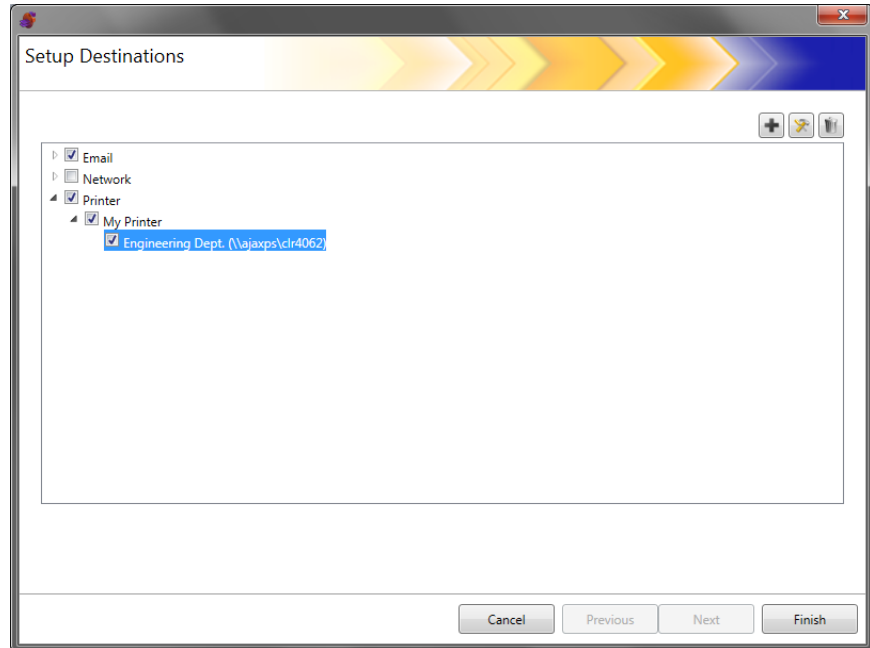 Setup Destinations
Email
Network
Printer
My Printer
Engineering Dept. (\\ajaxps\clr4062)
Cancel Previous Next Finish